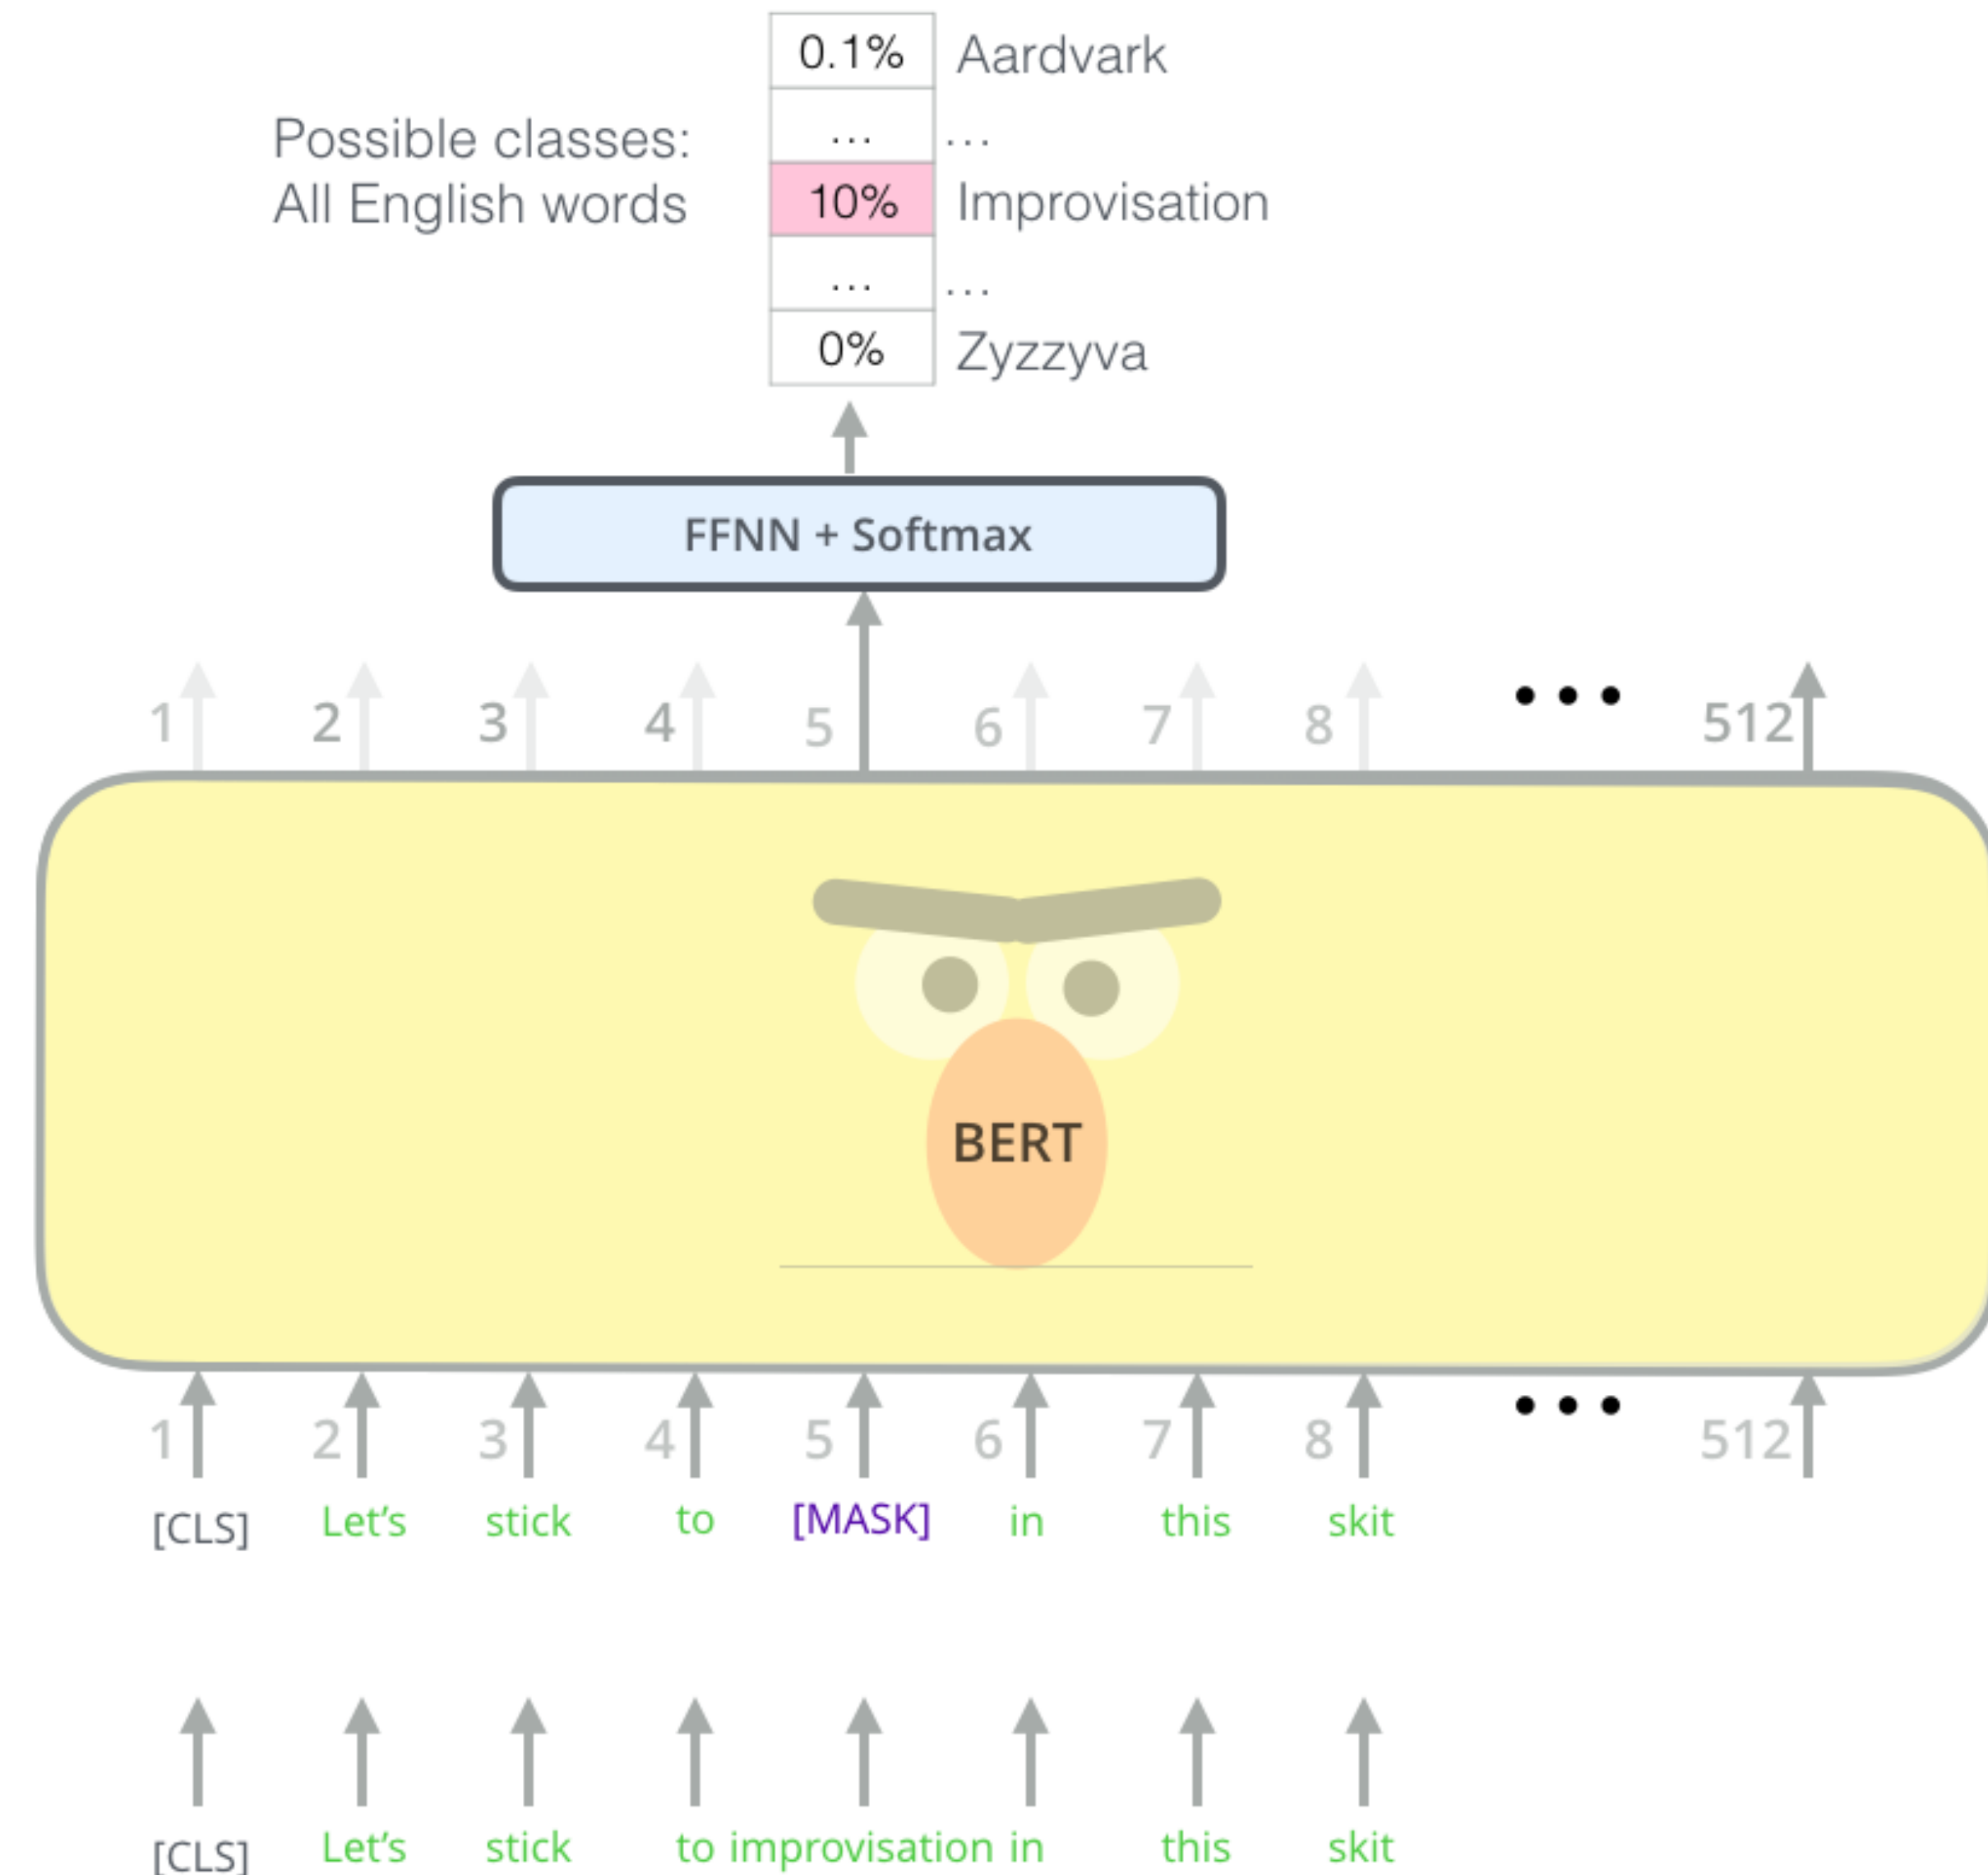 0.1% Aardvark
... ...
Possible classes:
10% Improvisation
All English words
... ...
0% Zyzzyva
FFNN + Softmax
1 2 3 4 5 6 7 8 ... 512
BERT
1 2 3 4 5 6 7 8 ... 512
[CLS] Let’s stick to [MASK] in this skit
[CLS] Let’s stick to improvisation in this skit